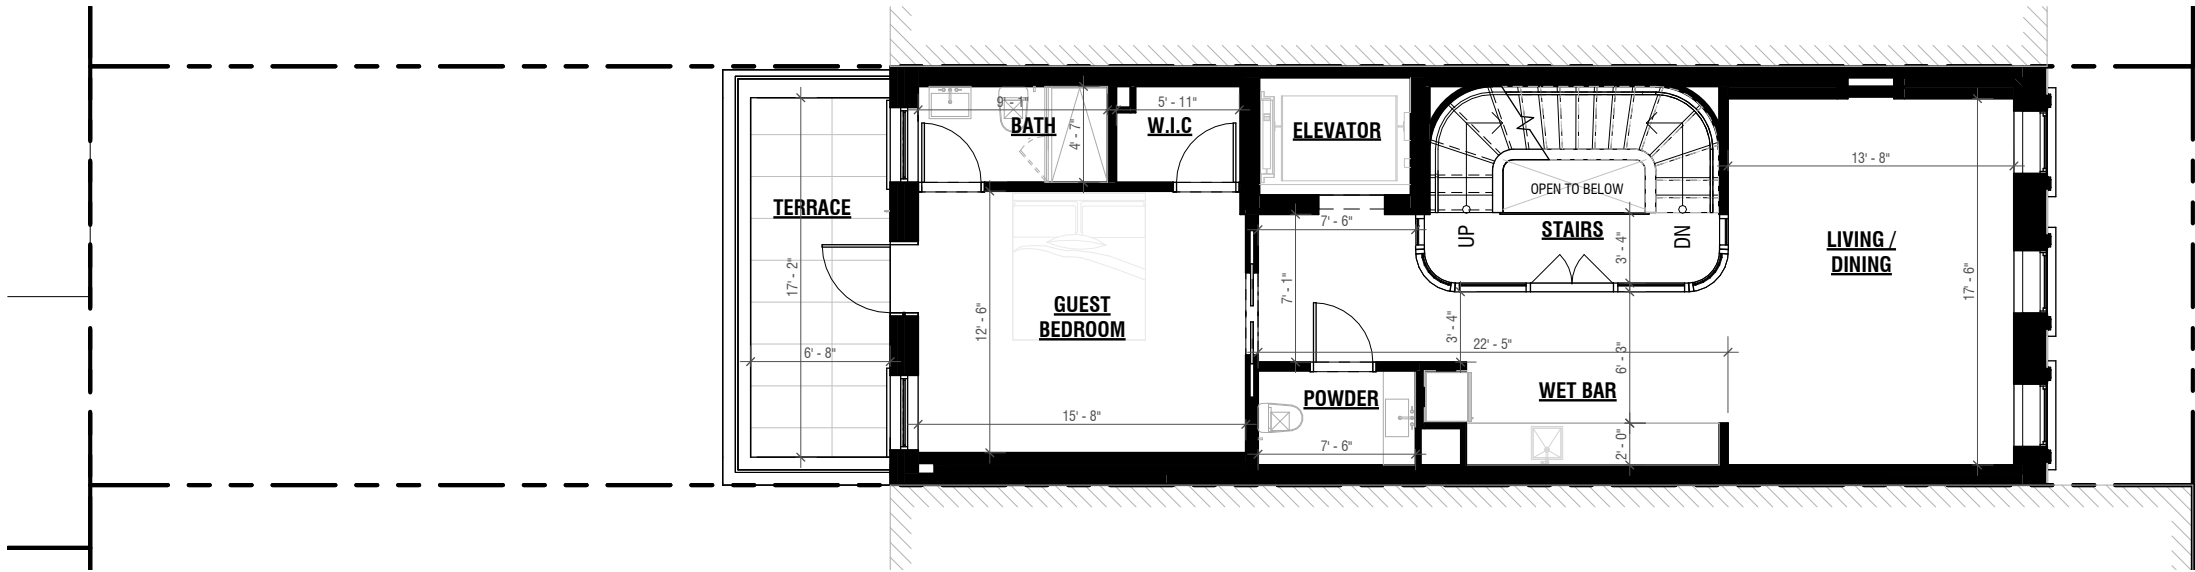 9' - 1"
BATH
4' - 7"
5' - 11"
W.I.C
ELEVATOR
OPEN TO BELOW
13' - 8"
TERRACE
17' - 2"
6' - 8"
GUEST
BEDROOM
12' - 6"
15' - 8"
7' - 6"
7' - 1"
UP
STAIRS
3' - 4"
DN
LIVING /
DINING
17' - 6"
3' - 4"
22' - 5"
6' - 3"
POWDER
7' - 6"
WET BAR
2' - 0"